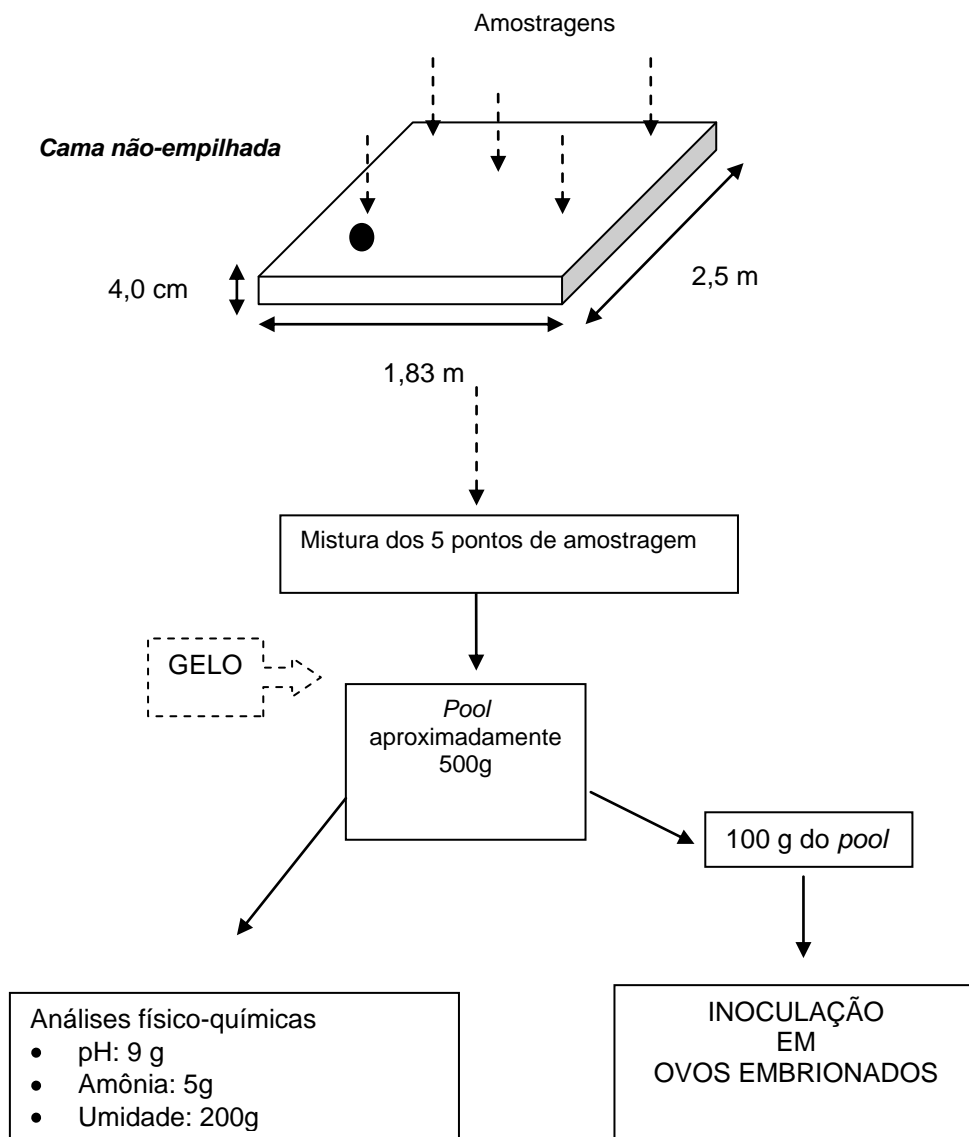 Amostragens
Cama não-empilhada
4,0 cm
2,5 m
1,83 m
Mistura dos 5 pontos de amostragem
GELO
Pool
aproximadamente
500g
100 g do pool
Análises físico-químicas
• pH: 9 g
• Amônia: 5g
• Umidade: 200g
INOCULAÇÃO
EM
OVOS EMBRIONADOS